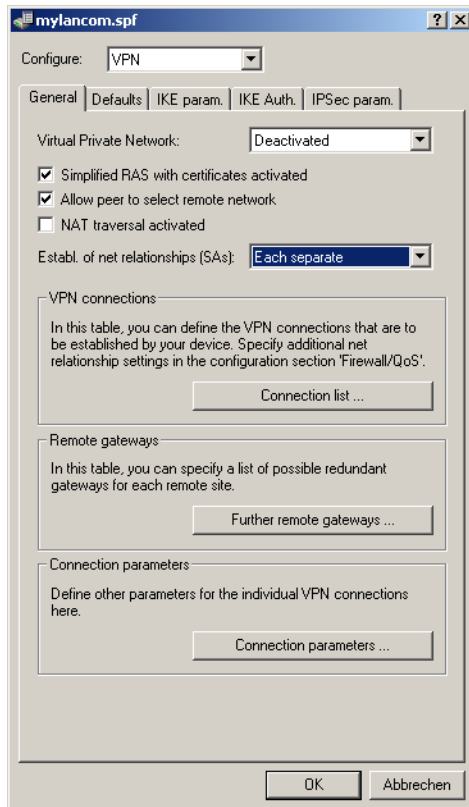 mylancom.spf
Configure: VPN
General Defaults IKE param. IKE Auth. IPSec param.
Virtual Private Network: Deactivated
Simplified RAS with certificates activated
Allow peer to select remote network
NAT traversal activated
Establ. of net relationships (SAs): Each separate
VPN connections
In this table, you can define the VPN connections that are to
be established by your device. Specify additional net
relationship settings in the configuration section 'Firewall/QoS'.
Connection list ...
Remote gateways
In this table, you can specify a list of possible redundant
gateways for each remote site.
Further remote gateways ...
Connection parameters
Define other parameters for the individual VPN connections
here.
Connection parameters ...
OK Abbrechen